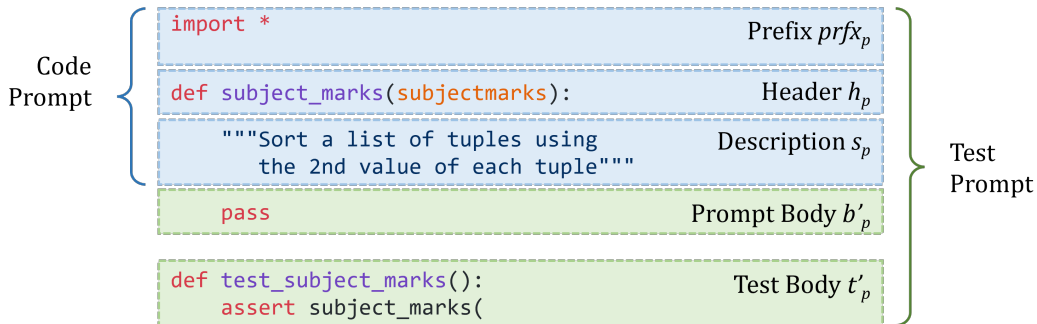 import *
Prefix prfx_p
Code
Prompt
def subject_marks(subjectmarks):
Header h_p
"""Sort a list of tuples using
the 2nd value of each tuple"""
Description s_p
Test
Prompt
pass
Prompt Body b'_p
def test_subject_marks():
assert subject_marks(
Test Body t'_p